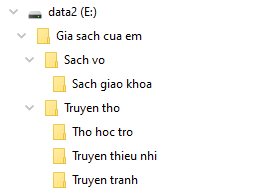 data2 (E:)
Gia sach cua em
Sach vo
Sach giao khoa
Truyen tho
Tho hoc tro
Truyen thieu nhi
Truyen tranh